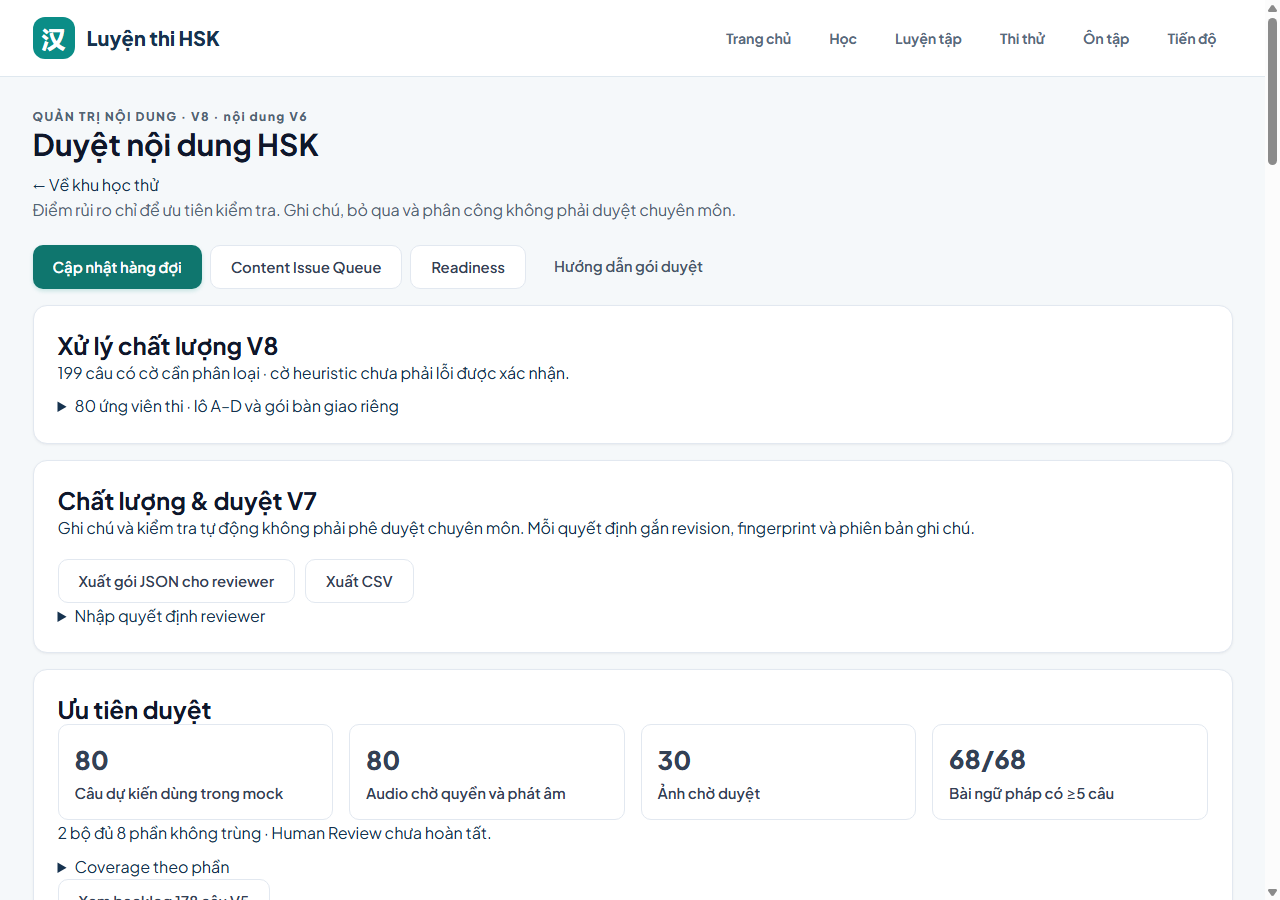 汉 Luyện thi HSK
Trang chủ Học Luyện tập Thi thử Ôn tập Tiến độ
QUẢN TRỊ NỘI DUNG · V8 · nội dung V6
Duyệt nội dung HSK
← Về khu học thử
Điểm rủi ro chỉ để ưu tiên kiểm tra. Ghi chú, bỏ qua và phân công không phải duyệt chuyên môn.
Cập nhật hàng đợi Content Issue Queue Readiness Hướng dẫn gói duyệt
Xử lý chất lượng V8
199 câu có cờ cần phân loại · cờ heuristic chưa phải lỗi được xác nhận.
▶ 80 ứng viên thi · lô A–D và gói bàn giao riêng
Chất lượng & duyệt V7
Ghi chú và kiểm tra tự động không phải phê duyệt chuyên môn. Mỗi quyết định gắn revision, fingerprint và phiên bản ghi chú.
Xuất gói JSON cho reviewer Xuất CSV
▶ Nhập quyết định reviewer
Ưu tiên duyệt
80 80 30 68/68
Câu dự kiến dùng trong mock Audio chờ quyền và phát âm Ảnh chờ duyệt Bài ngữ pháp có ≥5 câu
2 bộ đủ 8 phần không trùng · Human Review chưa hoàn tất.
▶ Coverage theo phần
Xem backlog 178 câu V5